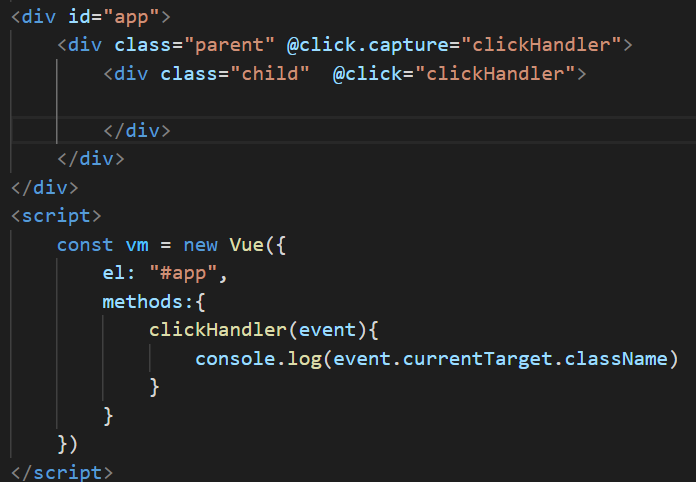 <div id="app">
    <div class="parent" @click.capture="clickHandler">
        <div class="child"  @click="clickHandler">

        </div>
    </div>
</div>
<script>
    const vm = new Vue({
        el: "#app",
        methods:{
            clickHandler(event){
                console.log(event.currentTarget.className)
            }
        }
    })
</script>